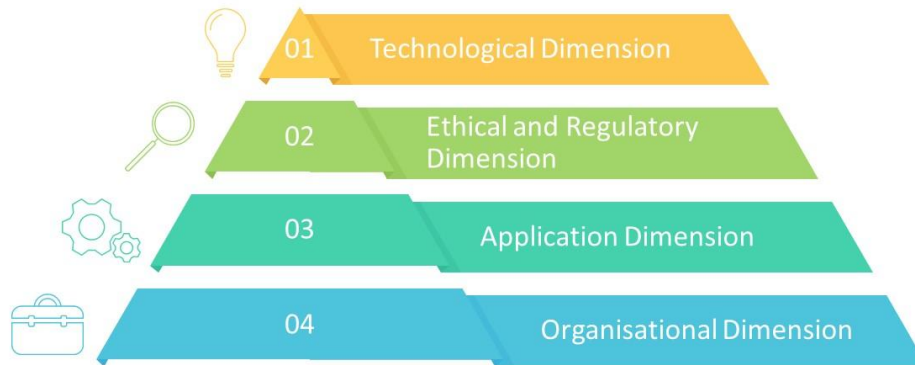 01
Technological Dimension
02
Ethical and Regulatory
Dimension
03
Application Dimension
04
Organisational Dimension